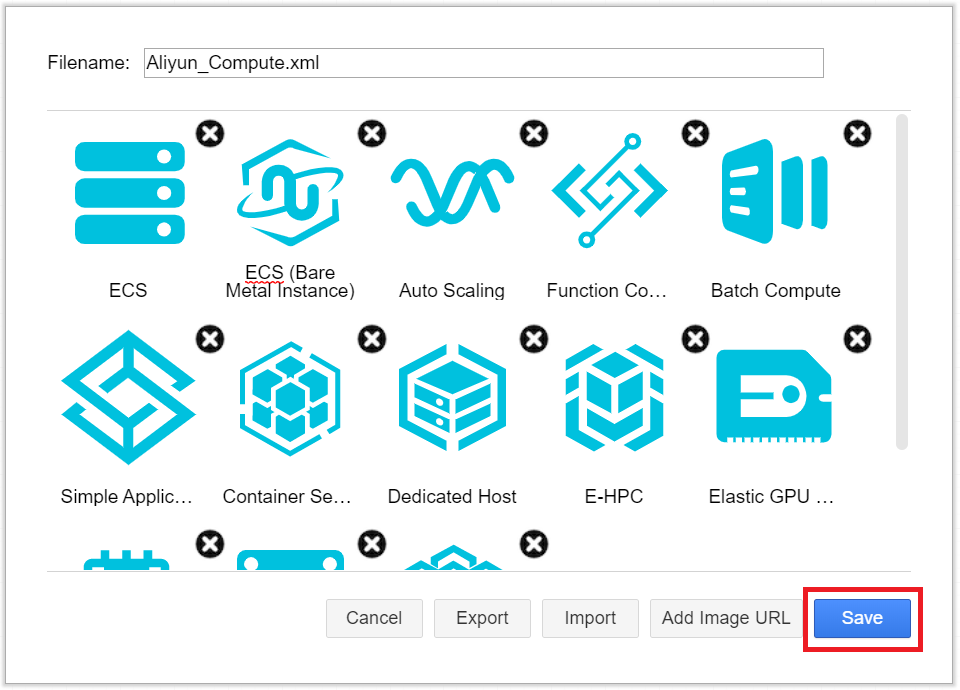 Filename: Aliyun_Compute.xml
ECS
ECS (Bare
Metal Instance)
Auto Scaling
Function Co...
Batch Compute
Simple Applic...
Container Se...
Dedicated Host
E-HPC
Elastic GPU ...
Cancel
Export
Import
Add Image URL
Save